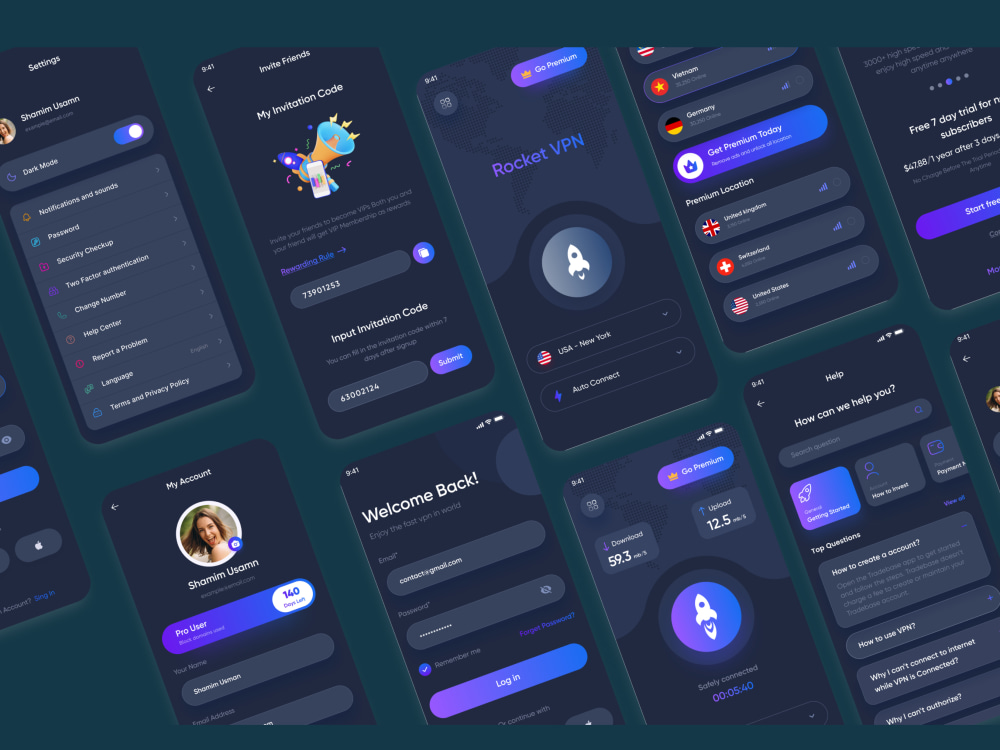 Settings
Shamim Usamn
example@email.com
Dark Mode
Notifications and sounds
Password
Security Checkup
Two Factor authentication
Change Number
Help Center
Report a Problem
Language
English
Terms and Privacy Policy
9:41
Invite Friends
My Invitation Code
Invite your friends to become VIPs Both you and
your friend will get VIP Membership as rewards
Rewarding Rule
73901253
Input Invitation Code
You can fill in the invitation code within 7
days after signup
63002124
Submit
9:41
Go Premium
Rocket VPN
USA - New York
Auto Connect
Vietnam
Germany
Get Premium Today
Remove ads and unlock all location
Premium Location
United kingdom
Switzerland
United States
3000+ high
enjoy high speed and
anytime anywhere
Free 7 day trial for
subscribers
$47.88/1 year after 3 days
No Charge Before The
Anytime
Start free
Account? Sing in
My Account
Shamim Usamn
example@email.com
Pro User
Block domains used
140
Days Left
Your Name
Shamim Usman
Email Address
9:41
Welcome Back!
Enjoy the fast vpn in world
Email*
contact@gmail.com
Password*
Forget Password?
Remember me
Log in
Or continue with
9:41
Go Premium
Download
59.3 mb/s
Upload
12.5 mb/s
Safely connected
00:05:40
9:41
Help
How can we help you?
Search question
General
Getting Started
Account
How to Invest
Payment
Payment
View all
Top Questions
How to create a account?
Open the Tradebase app to get started
and follow the steps. Tradebase doesn't
charge a fee to create or maintain your
Tradebase account.
How to use VPN?
Why I can't connect to internet
while VPN is Connected?
Why I can't authorize?
9:41